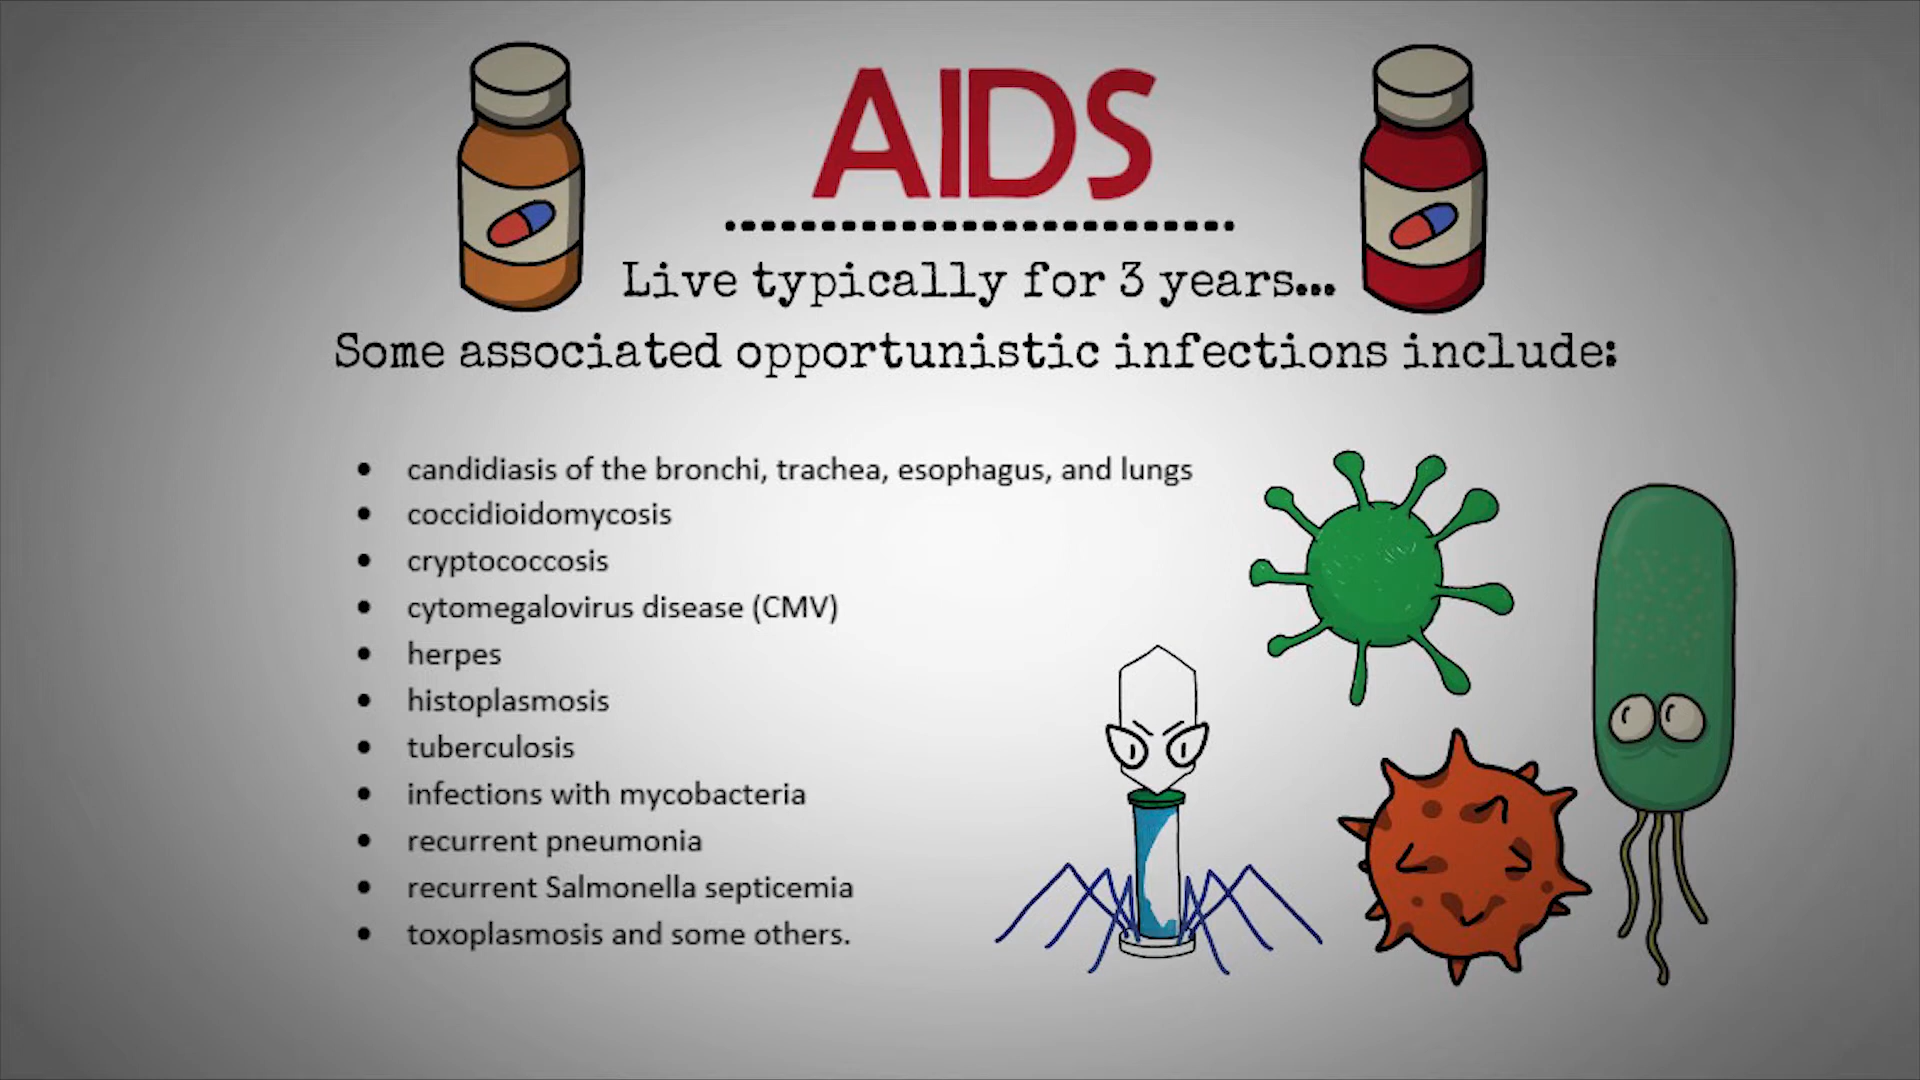 AIDS
Live typically for 3 years...
Some associated opportunistic infections include:
• candidiasis of the bronchi, trachea, esophagus, and lungs
• coccidioidomycosis
• cryptococcosis
• cytomegalovirus disease (CMV)
• herpes
• histoplasmosis
• tuberculosis
• infections with mycobacteria
• recurrent pneumonia
• recurrent Salmonella septicemia
• toxoplasmosis and some others.